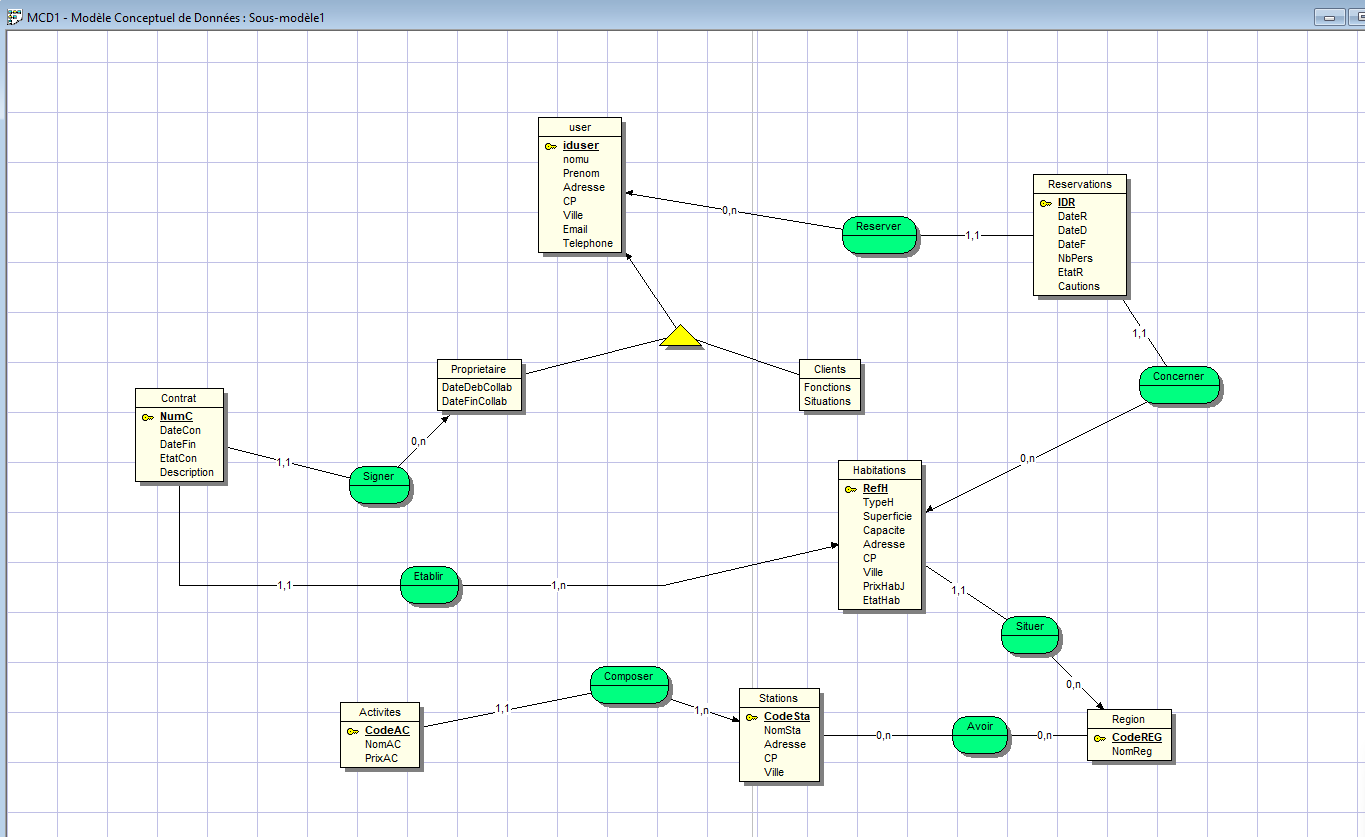 MCD1 - Modèle Conceptuel de Données : Sous-modèle1
user
iduser
nomu
Prenom
Adresse
CP
Ville
Email
Telephone
0,n
Reserver
1,1
Reservations
IDR
DateR
DateD
DateF
NbPers
EtatR
Cautions
1,1
Concerner
0,n
Proprietaire
DateDebCollab
DateFinCollab
Clients
Fonctions
Situations
Contrat
NumC
DateCon
DateFin
EtatCon
Description
1,1
Signer
0,n
Habitations
RefH
TypeH
Superficie
Capacite
Adresse
CP
Ville
PrixHabJ
EtatHab
1,1
Etablir
1,n
1,1
Situer
0,n
Activites
CodeAC
NomAC
PrixAC
1,1
Composer
1,n
Stations
CodeSta
NomSta
Adresse
CP
Ville
0,n
Avoir
0,n
Region
CodeREG
NomReg